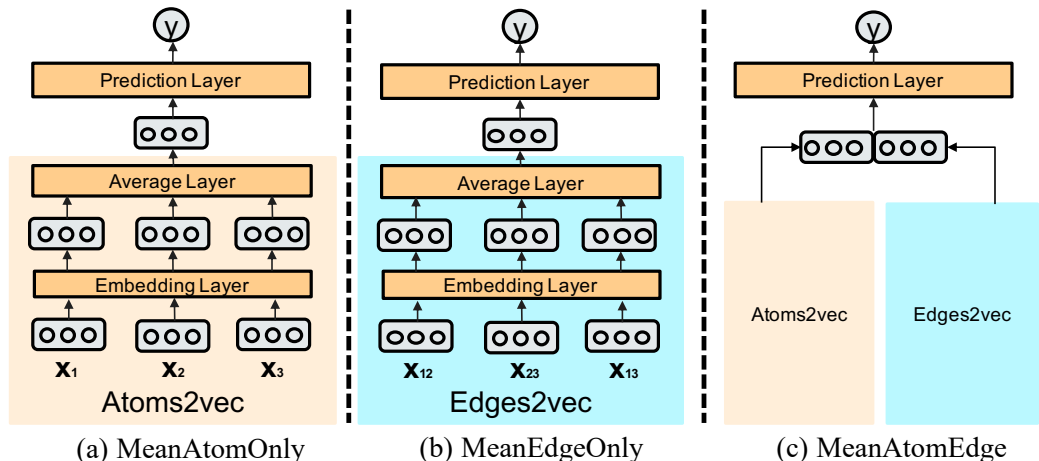 y
Prediction Layer
Average Layer
Embedding Layer
x1 x2 x3
Atoms2vec
(a) MeanAtomOnly
y
Prediction Layer
Average Layer
Embedding Layer
x12 x23 x13
Edges2vec
(b) MeanEdgeOnly
y
Prediction Layer
Atoms2vec
Edges2vec
(c) MeanAtomEdge